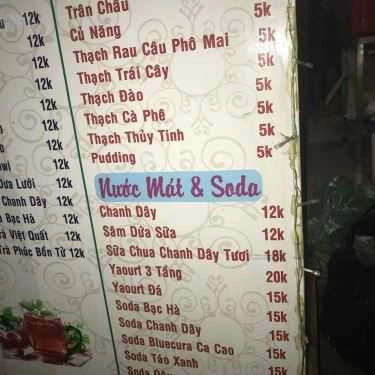 Trân Châu 5k
Củ Năng 5k
Thạch Rau Câu Phô Mai 5k
Thạch Trái Cây 5k
Thạch Đào 5k
Thạch Cà Phê 5k
Thạch Thủy Tinh 5k
Pudding 5k
Nước Mát & Soda
Chanh Dây 12k
Sâm Dứa Sữa 12k
Sữa Chua Chanh Dây Tươi 18k
Yaourt 3 Tầng 20k
Yaourt Đá 15k
Soda Bạc Hà 15k
Soda Chanh Dây 15k
Soda Bluecura Ca Cao 15k
Soda Táo Xanh 15k
12k
12k
12k
12k
12k
12k
12k
Dưa Lưới 12k
Chanh Dây 12k
Bạc Hà 12k
Việt Quất 12k
Trà Phúc Bồn Tử 12k